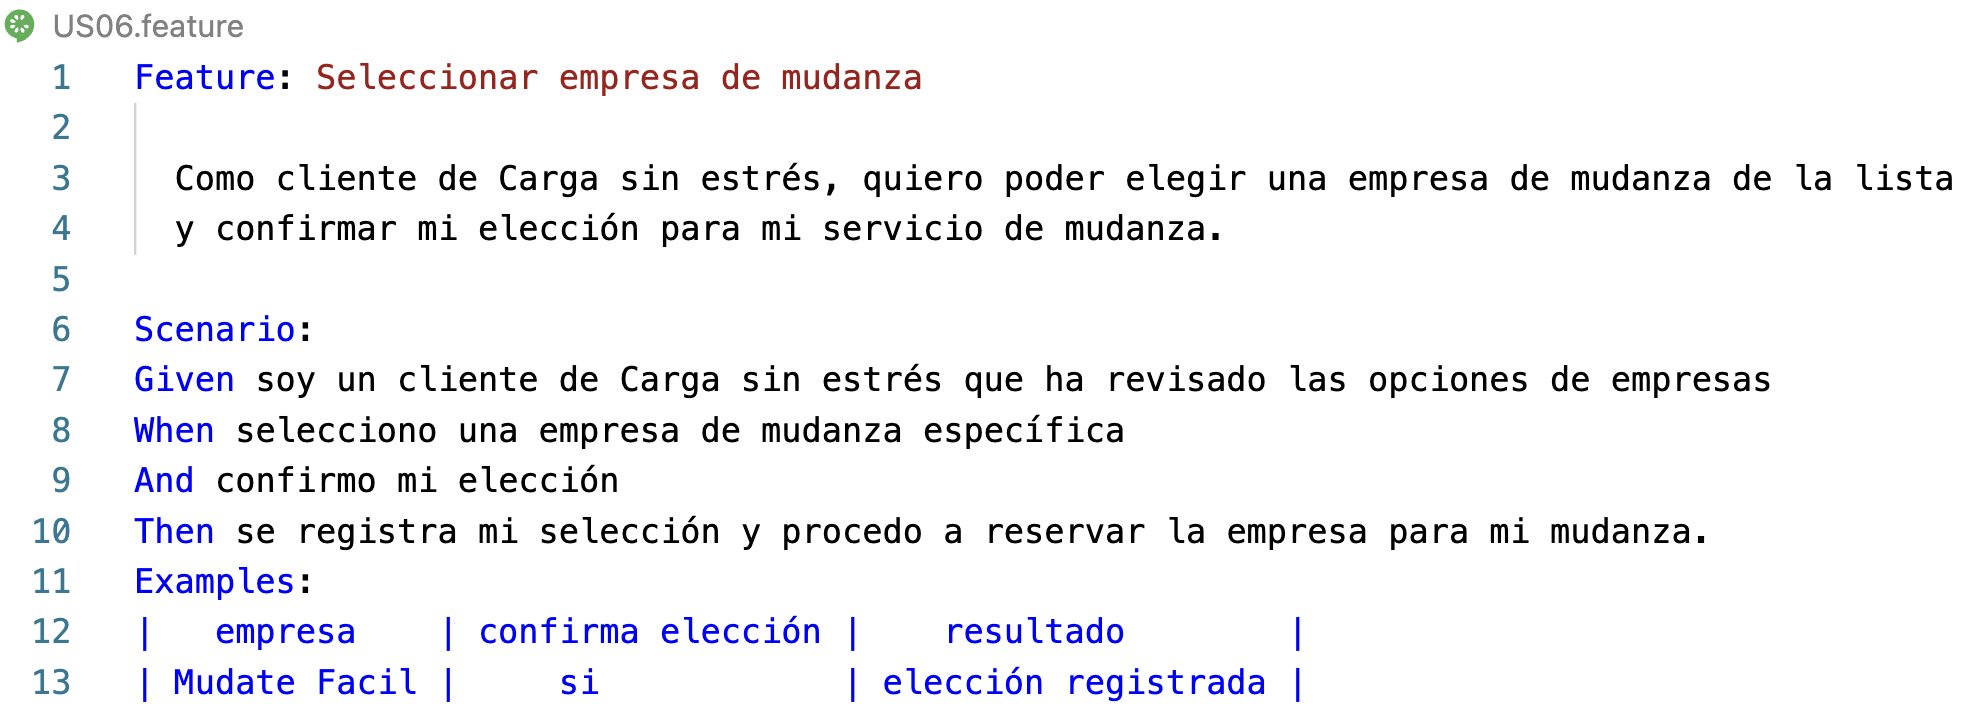 US06.feature
1 Feature: Seleccionar empresa de mudanza
2
3 Como cliente de Carga sin estrés, quiero poder elegir una empresa de mudanza de la lista
4 y confirmar mi elección para mi servicio de mudanza.
5
6 Scenario:
7 Given soy un cliente de Carga sin estrés que ha revisado las opciones de empresas
8 When selecciono una empresa de mudanza específica
9 And confirmo mi elección
10 Then se registra mi selección y procedo a reservar la empresa para mi mudanza.
11 Examples:
12 | empresa | confirma elección | resultado |
13 | Mudate Facil | si | elección registrada |